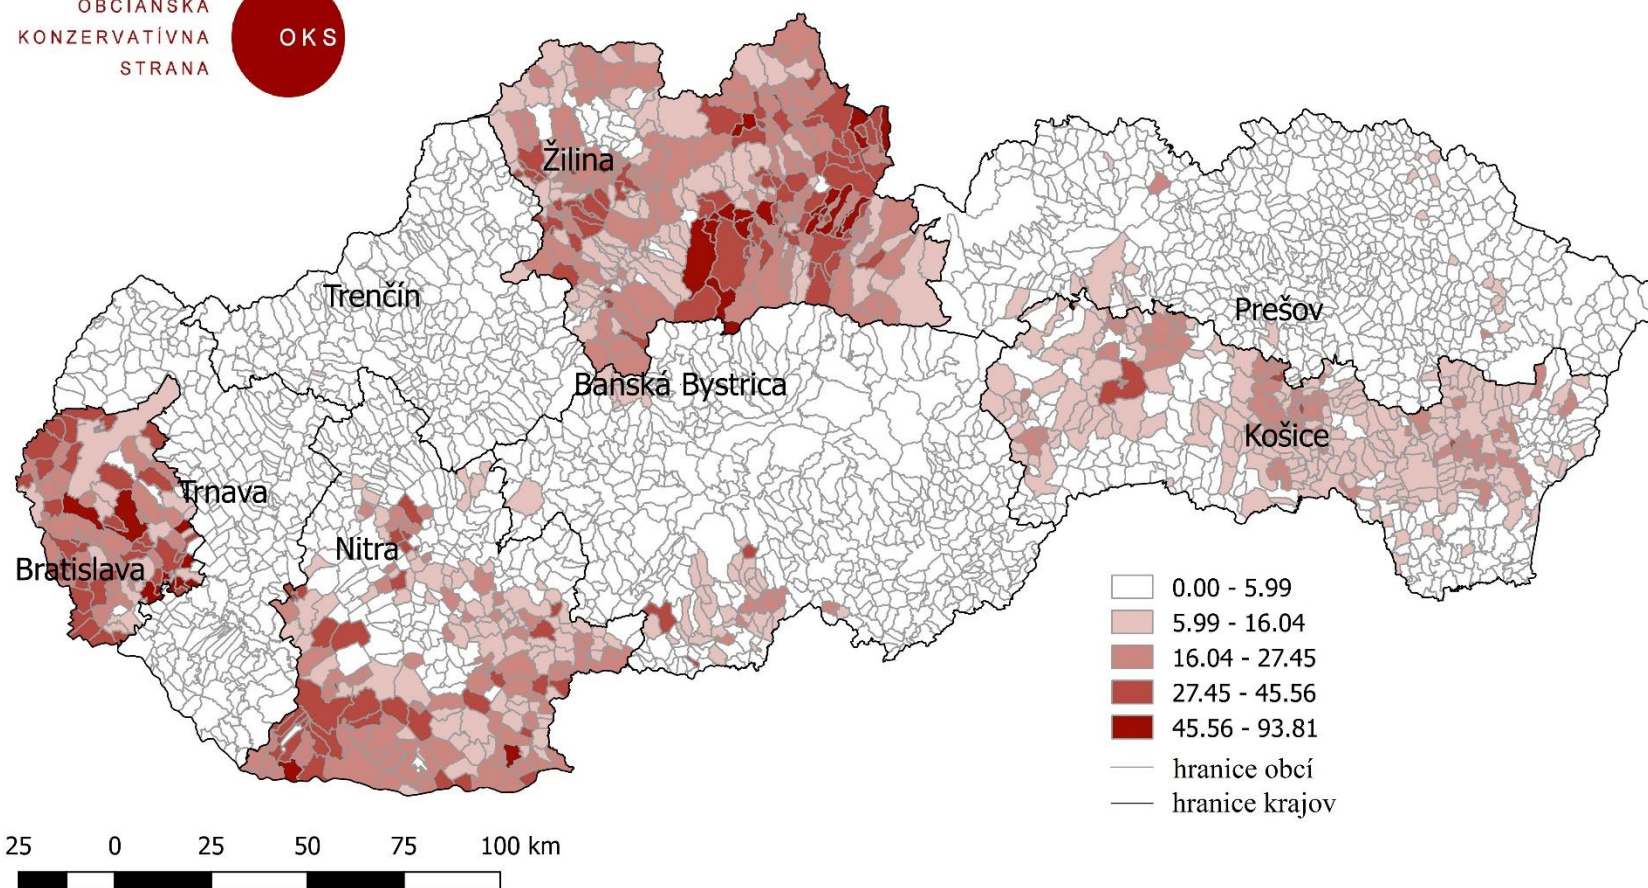 OBČIANSKA
KONZERVATÍVNA
STRANA
OKS
Žilina
Trenčín
Prešov
Banská Bystrica
Košice
Trnava
Nitra
Bratislava
0.00 - 5.99
5.99 - 16.04
16.04 - 27.45
27.45 - 45.56
45.56 - 93.81
hranice obcí
hranice krajov
25 0 25 50 75 100 km